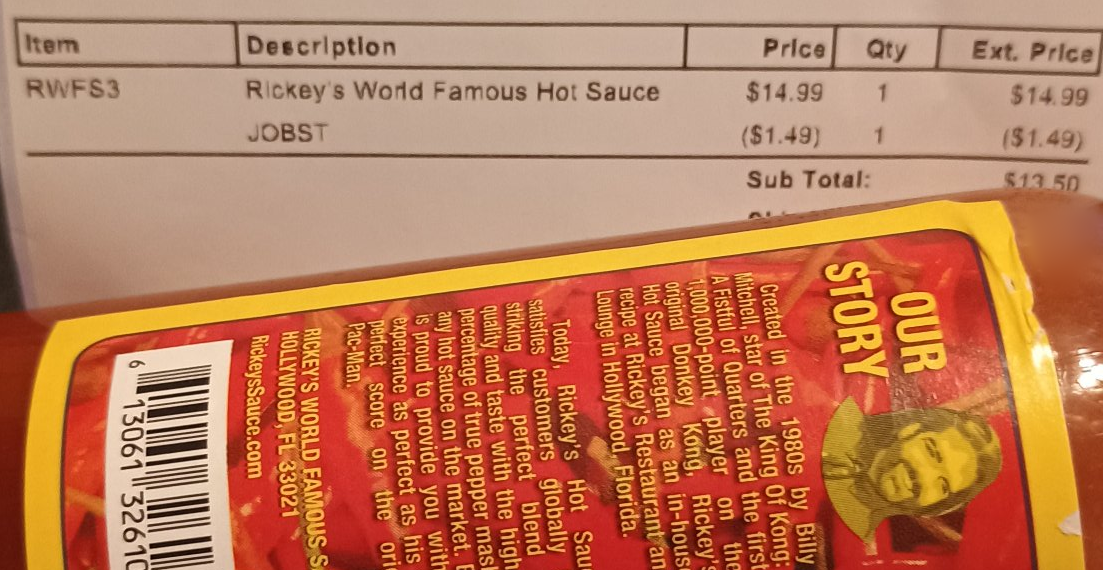 Item Description Price Qty Ext. Price
RWFS3 Rickey's World Famous Hot Sauce $14.99 1 $14.99
JOBST ($1.49) 1 ($1.49)
Sub Total: $13.50
OUR
STORY
Created in the 1980s by Billy
Mitchell, star of The King Of Kong:
A Fistful of Quarters and the first
1,000,000-point player on the
original Donkey Kong, Rickey's
Hot Sauce began as an in-house
recipe at Rickey's Restaurant an
Lounge in Hollywood, Florida.
Today, Rickey's Hot Sau
satisfies customers globally
striking the perfect blend
quality and taste with the high
percentage of true pepper mash
any hot sauce on the market. B
is proud to provide you with
experience as perfect as his
perfect score on the orig
Pac-Man.
RICKEY'S WORLD FAMOUS S
HOLLYWOOD, FL 33021
RickeysSauce.com
6 13061 32610